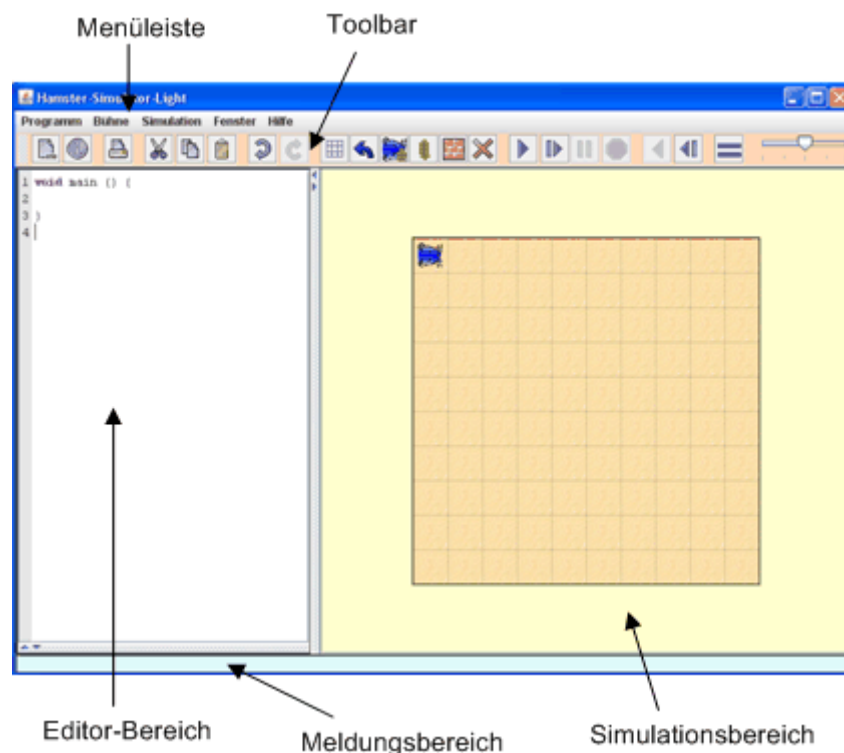 Menüleiste
Toolbar
Hamster-Simulator-Light
Programm Bühne Simulation Fenster Hilfe
1 void main () {
2
3 }
4
Editor-Bereich
Meldungsbereich
Simulationsbereich